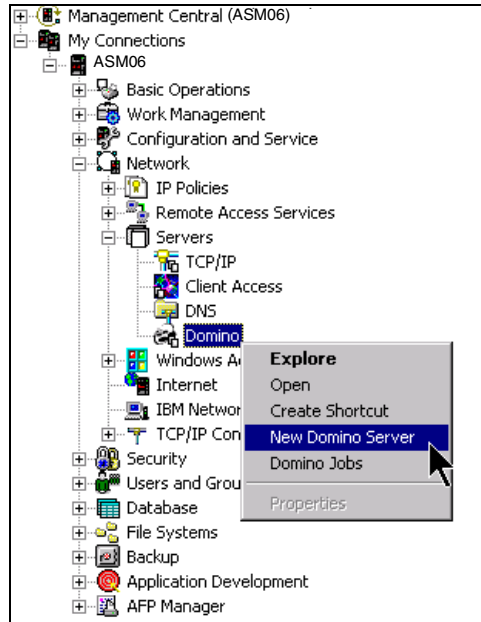 Management Central (ASM06)
My Connections
ASM06
Basic Operations
Work Management
Configuration and Service
Network
IP Policies
Remote Access Services
Servers
TCP/IP
Client Access
DNS
Domino
Windows A
Internet
IBM Networ
TCP/IP Con
Security
Users and Grou
Database
File Systems
Backup
Application Development
AFP Manager
Explore
Open
Create Shortcut
New Domino Server
Domino Jobs
Properties